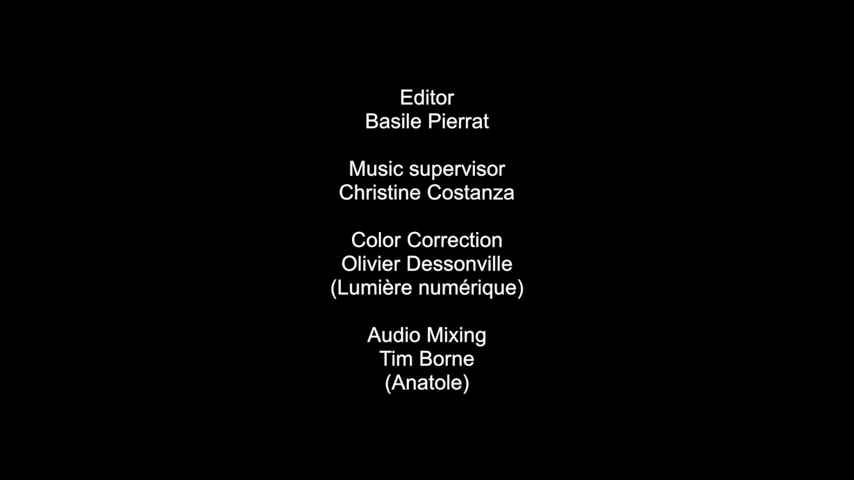 Editor
Basile Pierrat
Music supervisor
Christine Costanza
Color Correction
Olivier Dessonville
(Lumière numérique)
Audio Mixing
Tim Borne
(Anatole)